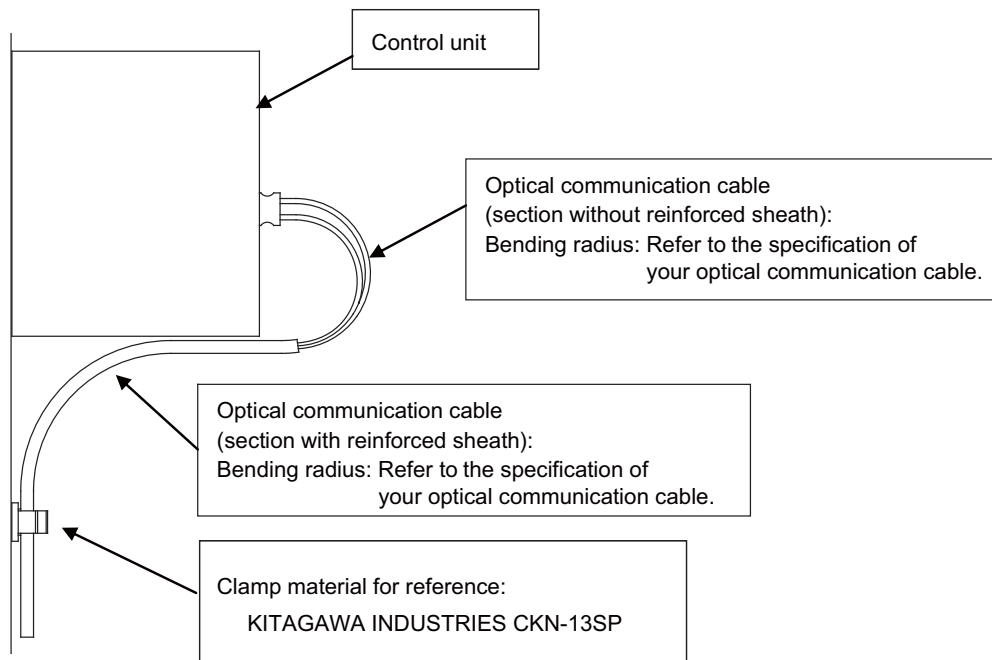 Control unit
Optical communication cable
(section without reinforced sheath):
Bending radius: Refer to the specification of
your optical communication cable.
Optical communication cable
(section with reinforced sheath):
Bending radius: Refer to the specification of
your optical communication cable.
Clamp material for reference:
KITAGAWA INDUSTRIES CKN-13SP